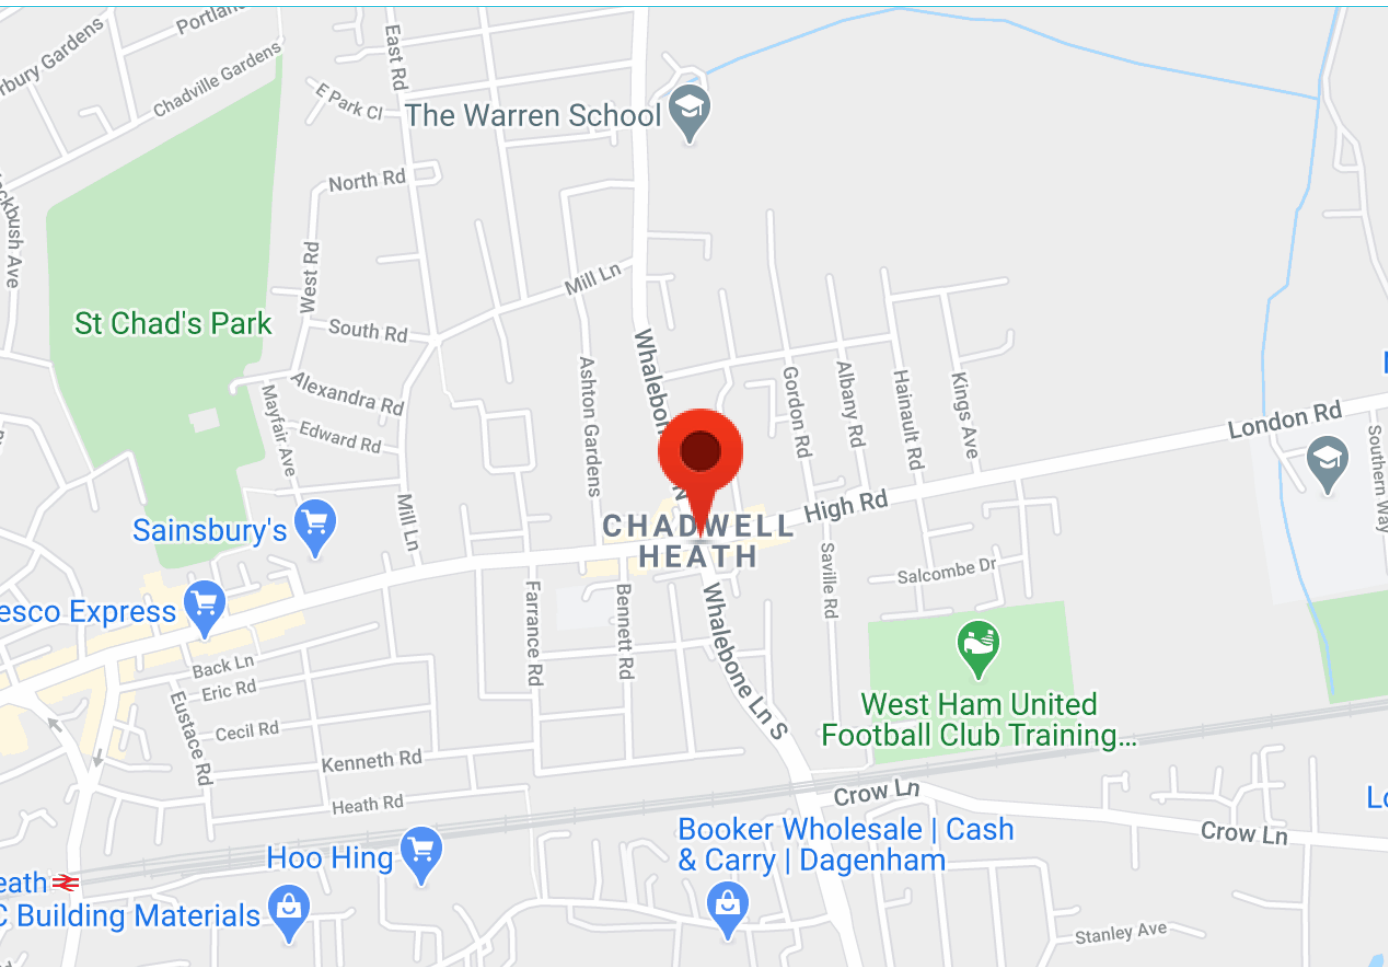 Portlan
rbury Gardens
Chadville Gardens
East Rd
E Park Cl
The Warren School
North Rd
ckbush Ave
West Rd
Mill Ln
St Chad's Park
South Rd
Whalebon
N
Ashton Gardens
Alexandra Rd
Mayfair Ave
Edward Rd
Gordon Rd
Albany Rd
Hainault Rd
Kings Ave
London Rd
Southern Way
Mill Ln
High Rd
Sainsbury's
CHADWELL
HEATH
Saville Rd
Salcombe Dr
esco Express
Farrance Rd
Bennett Rd
Whalebone Ln S
Back Ln
Eric Rd
Eustace Rd
Cecil Rd
West Ham United
Football Club Training...
Kenneth Rd
Heath Rd
Crow Ln
Lo
Crow Ln
Booker Wholesale | Cash
& Carry | Dagenham
Hoo Hing
eath
C Building Materials
Stanley Ave